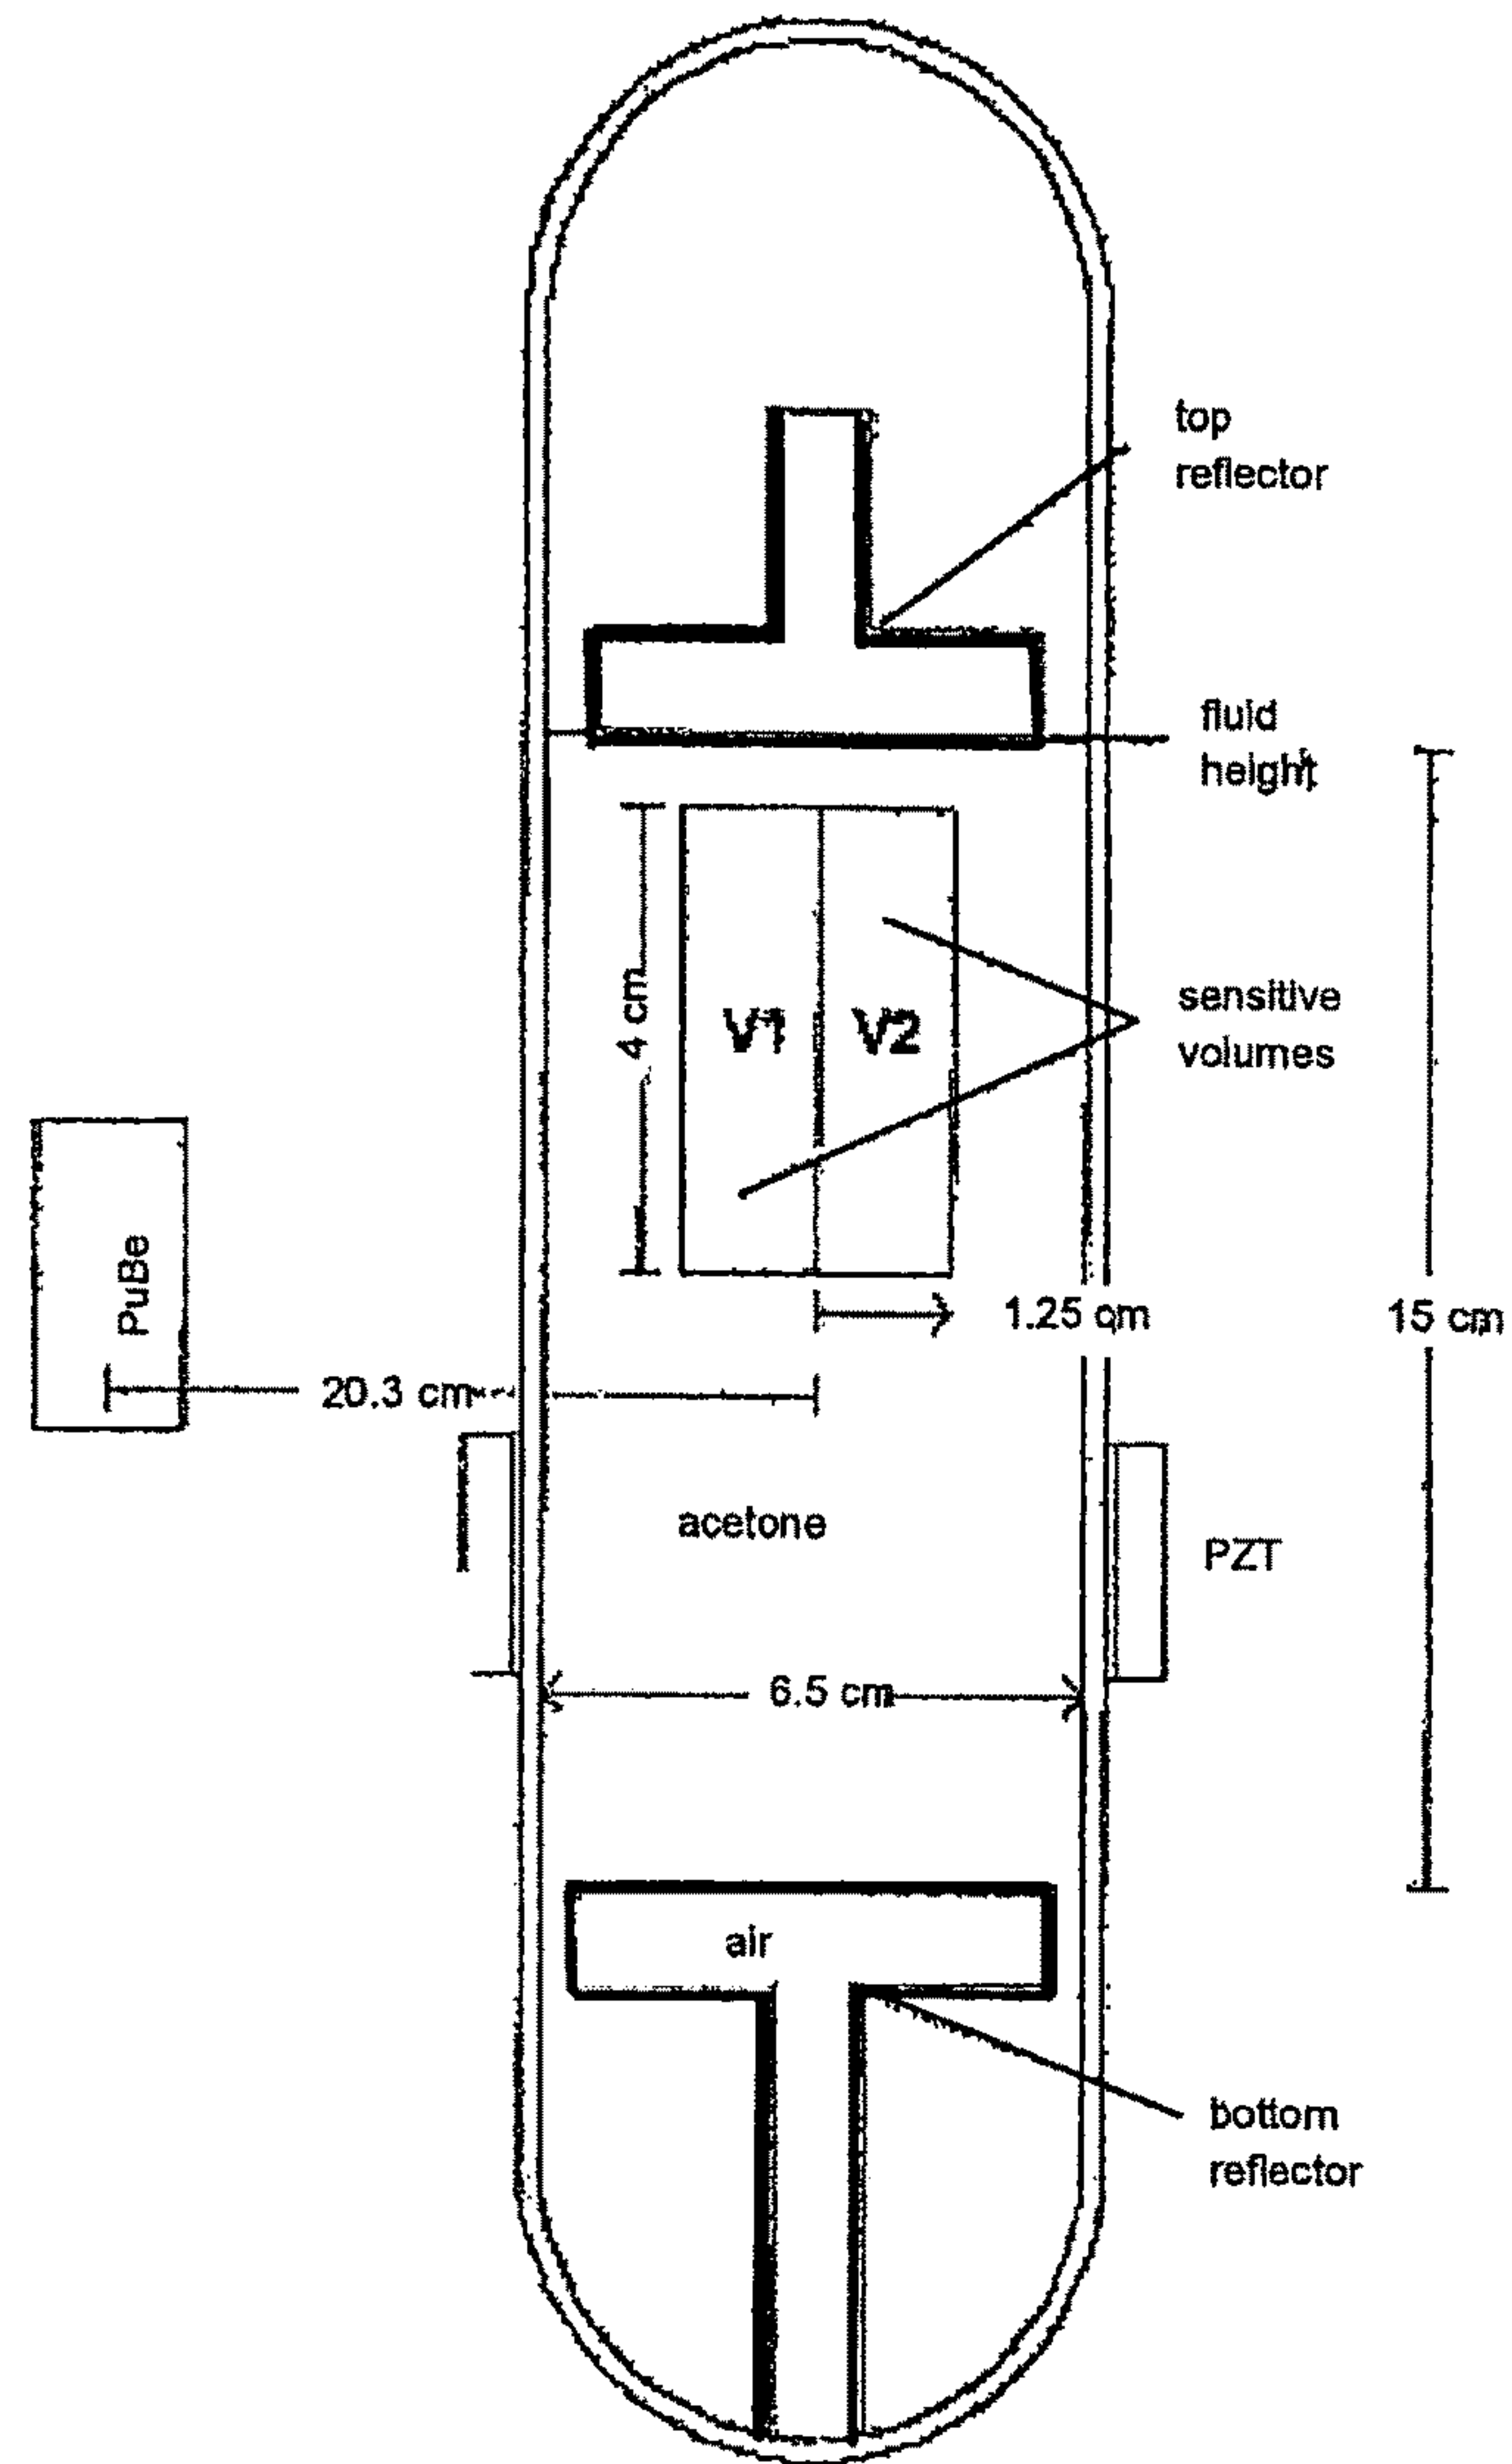 top
reflector
fluid
height
4 cm
V1 V2
sensitive
volumes
PuBe
1.25 cm
15 cm
20.3 cm
acetone
PZT
6.5 cm
air
bottom
reflector